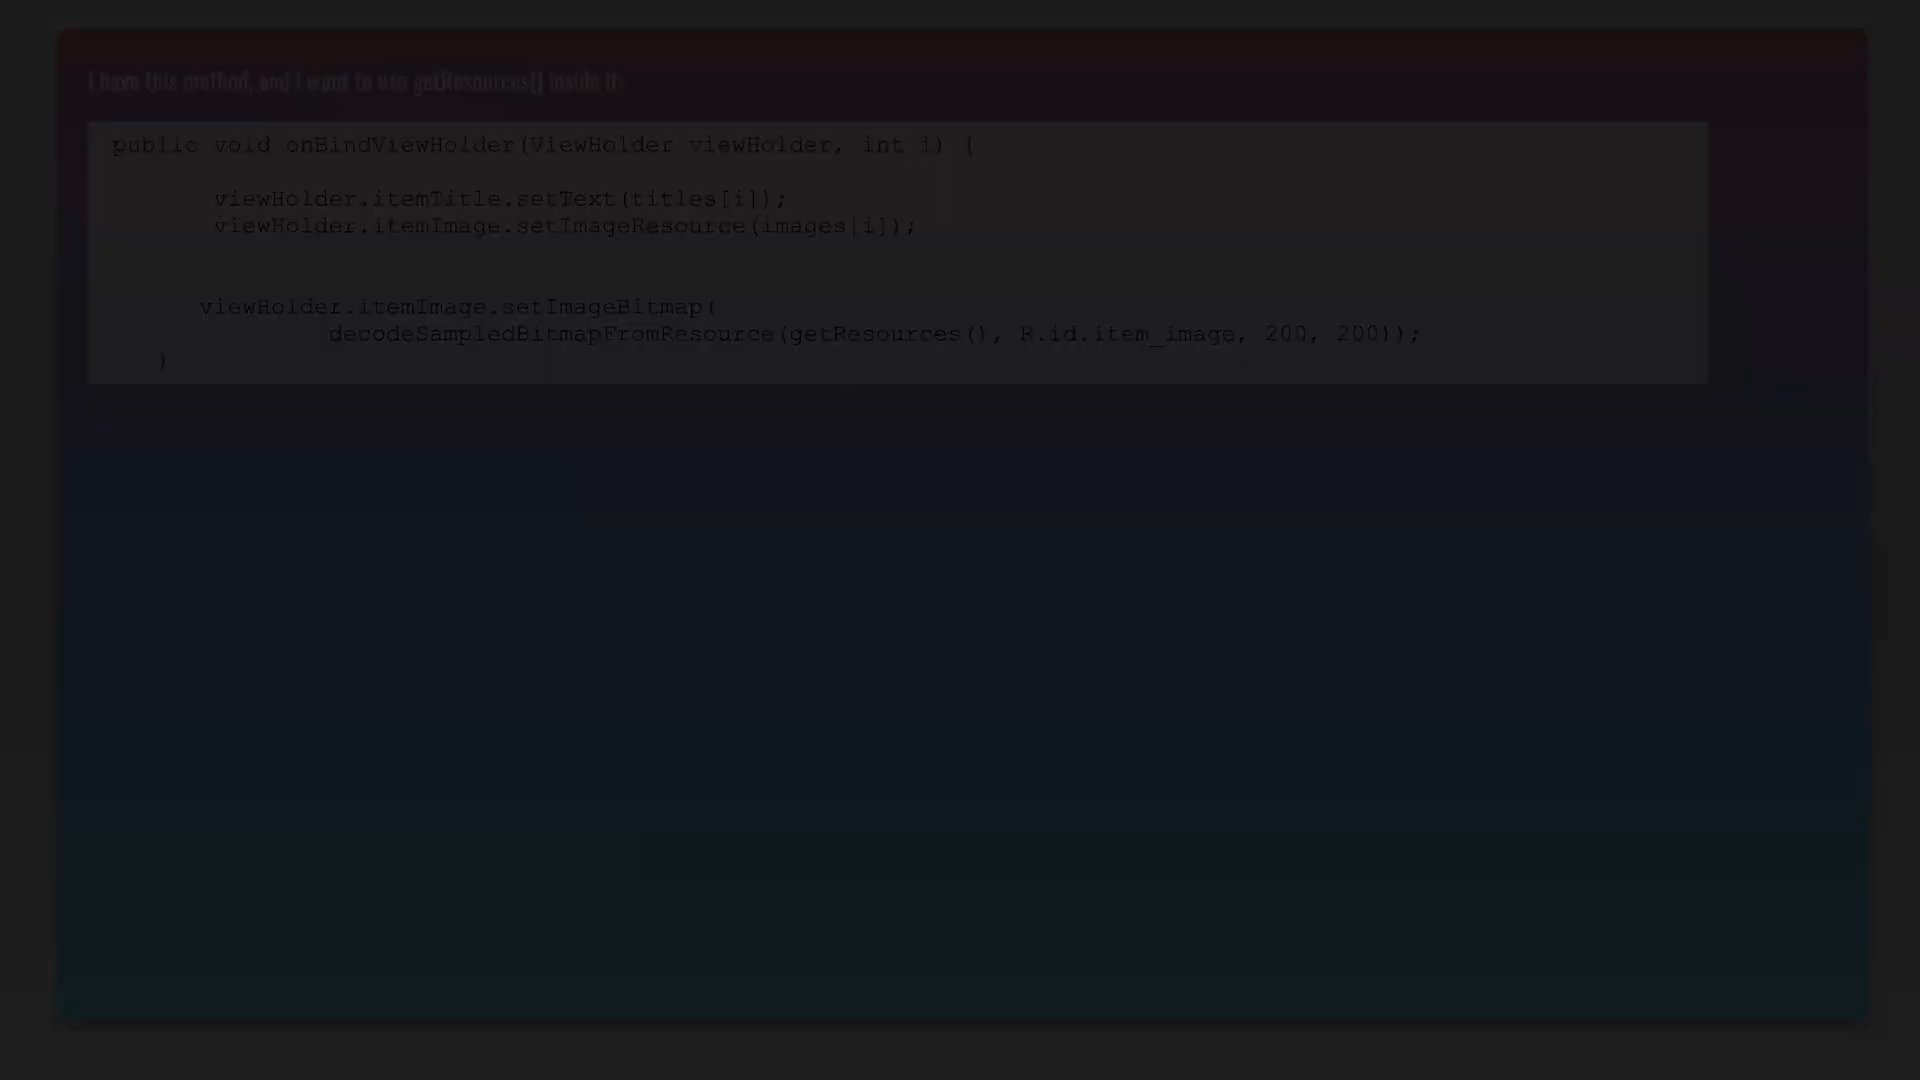 I have this method, and I want to use getResources() inside it:
public void onBindViewHolder(ViewHolder viewHolder, int i) {
viewHolder.itemTitle.setText(titles[i]);
viewHolder.itemImage.setImageResource(images[i]);
viewHolder.itemImage.setImageBitmap(
decodeSampledBitmapFromResource(getResources(), R.id.item_image, 200, 200));
}